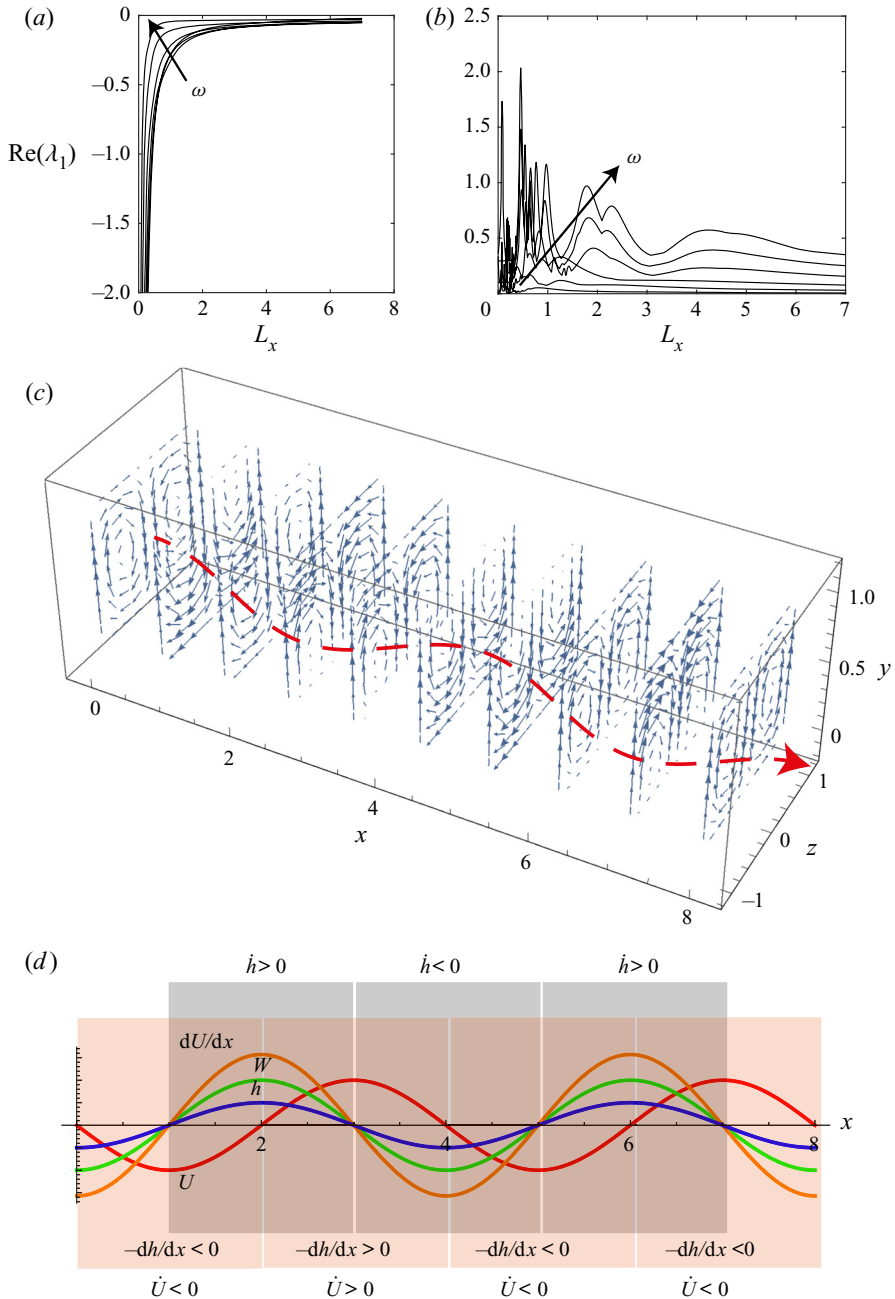 (a)
(b)
0
−0.5
−1.0
−1.5
−2.0
Re(λ₁)
ω
0
2
4
6
8
Lₓ
2.5
2.0
1.5
1.0
0.5
0
ω
1
2
3
4
5
6
7
Lₓ
(c)
0
2
4
6
8
x
1.0
0.5
0
y
1
0
−1
z
(d)
ḣ > 0
ḣ < 0
ḣ > 0
dU/dx
W
h
U
2
4
6
8
x
−dh/dx < 0
−dh/dx > 0
−dh/dx < 0
−dh/dx <0
U̇ < 0
U̇ > 0
U̇ < 0
U̇ < 0